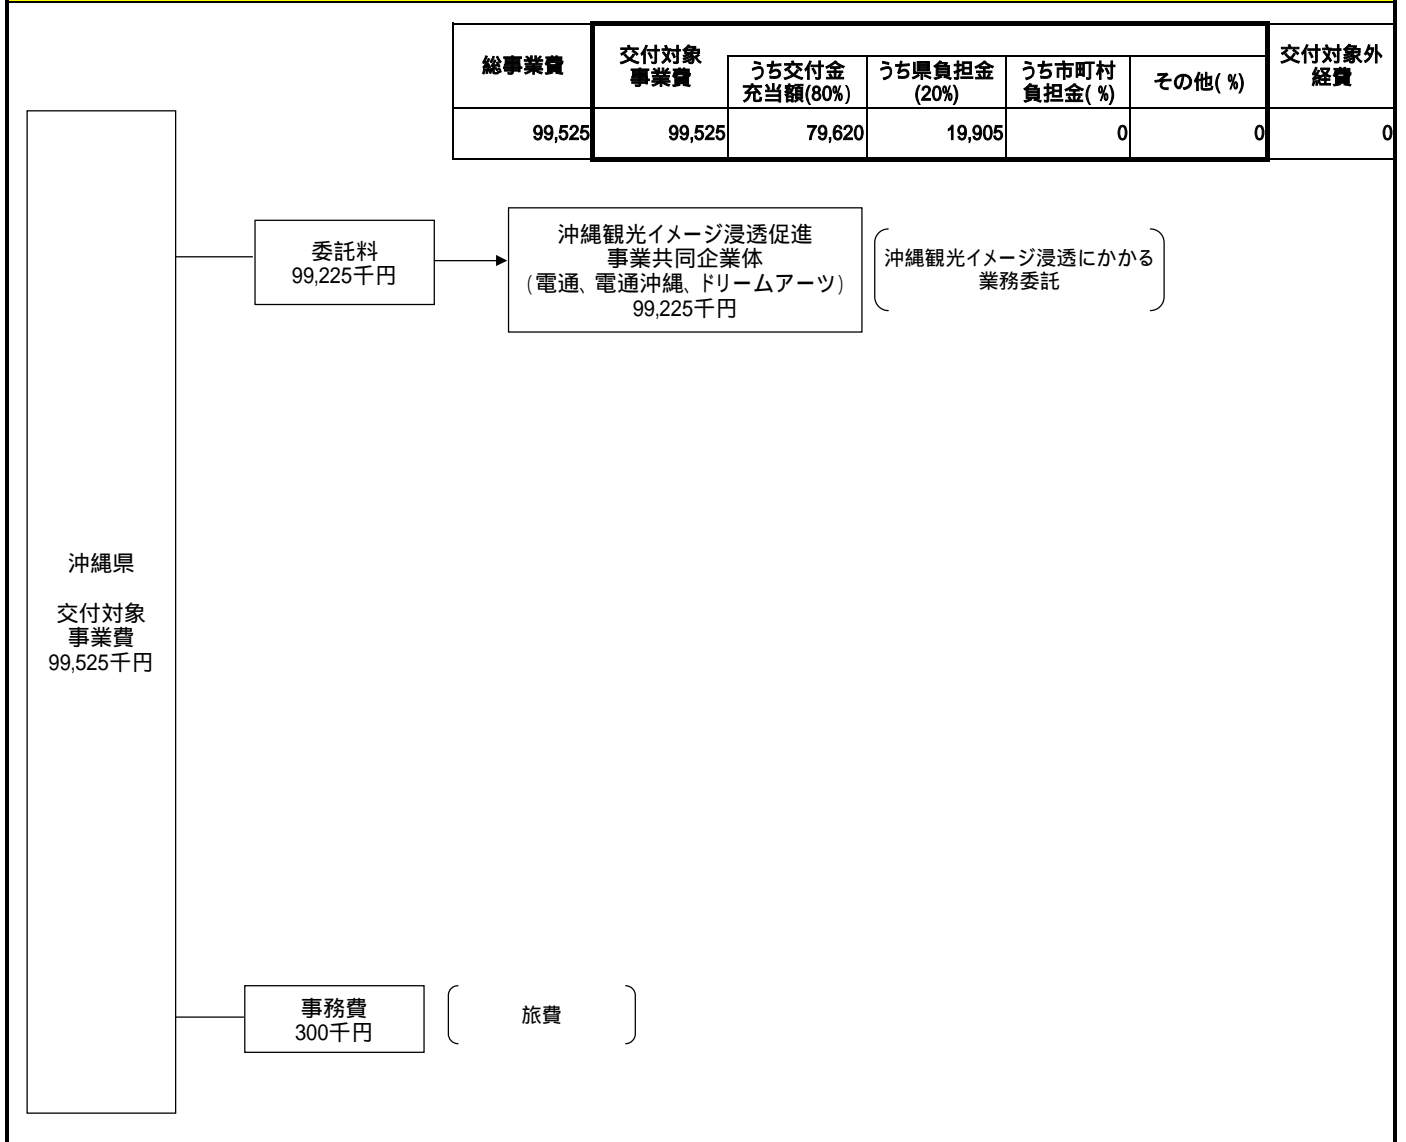 総事業費
交付対象
事業費
うち交付金
充当額(80%)
うち県負担金
(20%)
うち市町村
負担金( %)
その他( %)
交付対象外
経費
99,525
99,525
79,620
19,905
0
0
0
委託料
99,225千円
沖縄観光イメージ浸透促進
事業共同企業体
(電通、電通沖縄、ドリームアーツ)
99,225千円
沖縄観光イメージ浸透にかかる
業務委託
沖縄県
交付対象
事業費
99,525千円
事務費
300千円
旅費